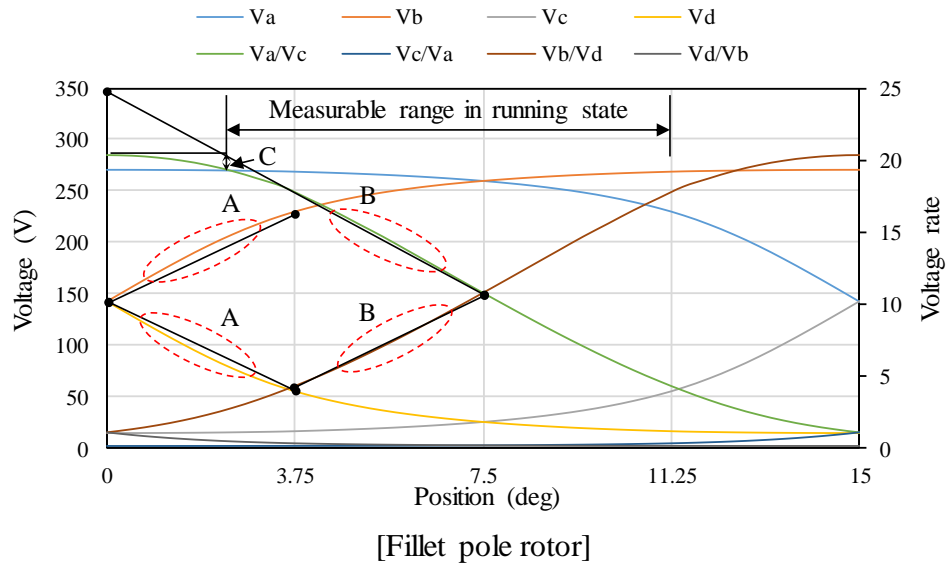 Va Vb Vc Vd
Va/Vc Vc/Va Vb/Vd Vd/Vb
350 25
Measurable range in running state
300
C 20
250
A B
200 15
150 10
A B
100
5
50
0 0
0 3.75 7.5 11.25 15
Position (deg)
Voltage (V)
Voltage rate
[Fillet pole rotor]